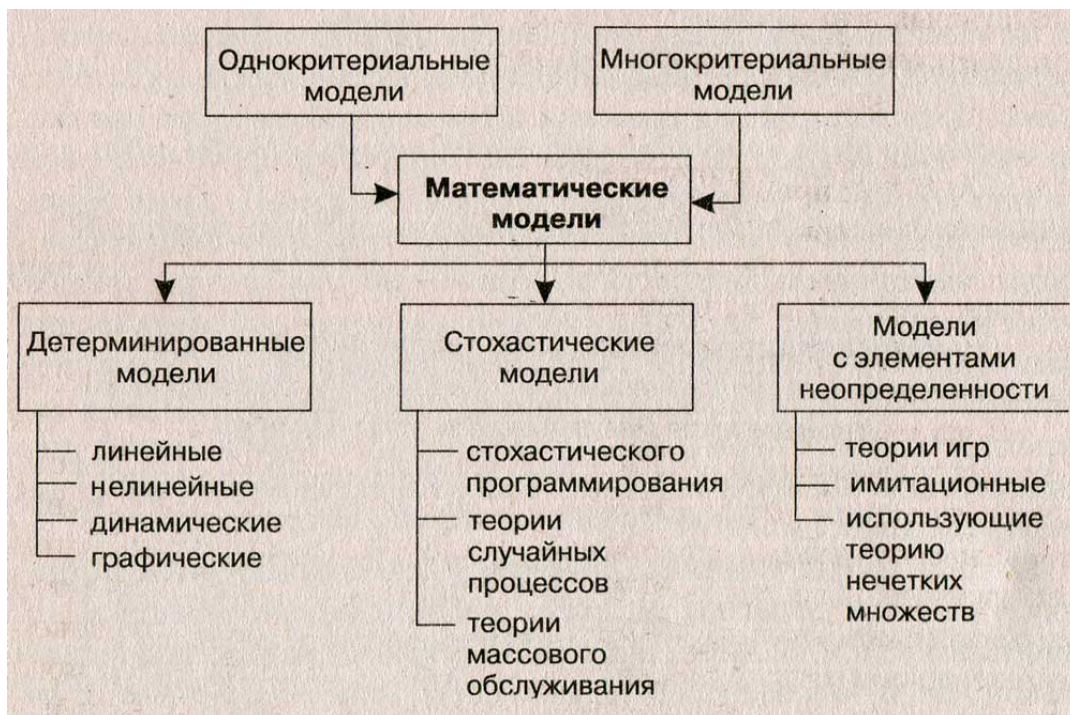 Однокритериальные
модели
Многокритериальные
модели
Математические
модели
Детерминированные
модели
Стохастические
модели
Модели
с элементами
неопределенности
линейные
нелинейные
динамические
графические
стохастического
программирования
теории
случайных
процессов
теории
массового
обслуживания
теории игр
имитационные
использующие
теорию
нечетких
множеств